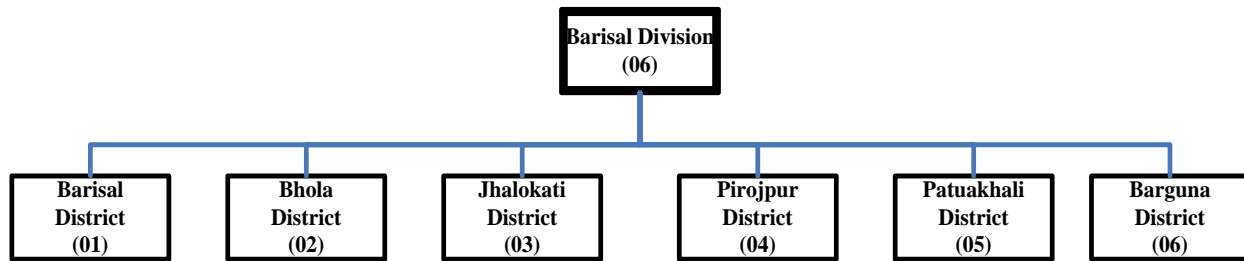 Barisal Division
(06)
Barisal
District
(01)
Bhola
District
(02)
Jhalokati
District
(03)
Pirojpur
District
(04)
Patuakhali
District
(05)
Barguna
District
(06)